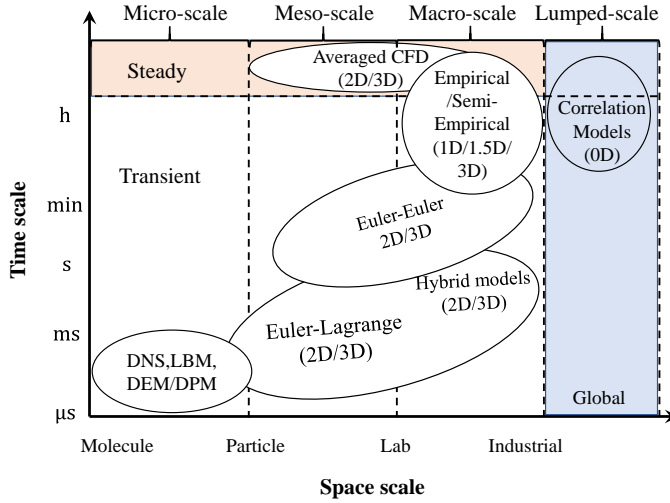 Micro-scale
Meso-scale
Macro-scale
Lumped-scale
Steady
Averaged CFD
(2D/3D)
Empirical
/Semi-
Empirical
(1D/1.5D/
3D)
Correlation
Models
(0D)
h
Transient
min
Euler-Euler
2D/3D
s
Hybrid models
(2D/3D)
Euler-Lagrange
(2D/3D)
ms
DNS,LBM,
DEM/DPM
Global
μs
Time scale
Molecule
Particle
Lab
Industrial
Space scale